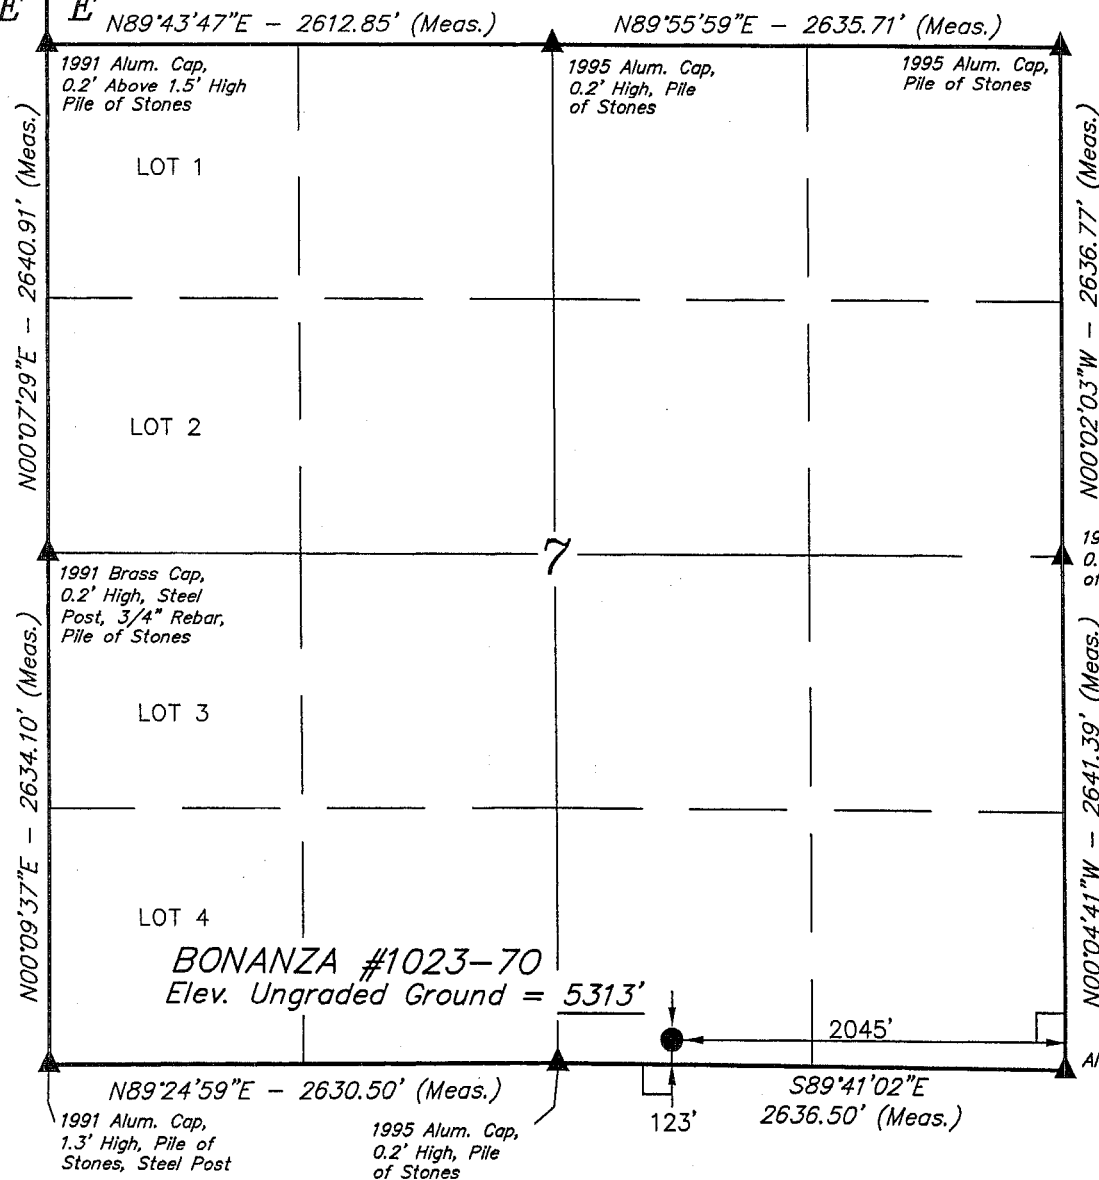 E E
N89°43'47"E - 2612.85' (Meas.)
N89°55'59"E - 2635.71' (Meas.)
1991 Alum. Cap,
0.2' Above 1.5' High
Pile of Stones
1995 Alum. Cap,
0.2' High, Pile
of Stones
1995 Alum. Cap,
Pile of Stones
N00°07'29"E - 2640.91' (Meas.)
N00°02'03"W - 2636.77' (Meas.)
LOT 1
LOT 2
7
1991 Brass Cap,
0.2' High, Steel
Post, 3/4" Rebar,
Pile of Stones
19
0.
of
N00°09'37"E - 2634.10' (Meas.)
N00°04'41"W - 2641.39' (Meas.)
LOT 3
LOT 4
BONANZA #1023-7O
Elev. Ungraded Ground = 5313'
2045'
Al
N89°24'59"E - 2630.50' (Meas.)
123'
S89°41'02"E
2636.50' (Meas.)
1991 Alum. Cap,
1.3' High, Pile of
Stones, Steel Post
1995 Alum. Cap,
0.2' High, Pile
of Stones